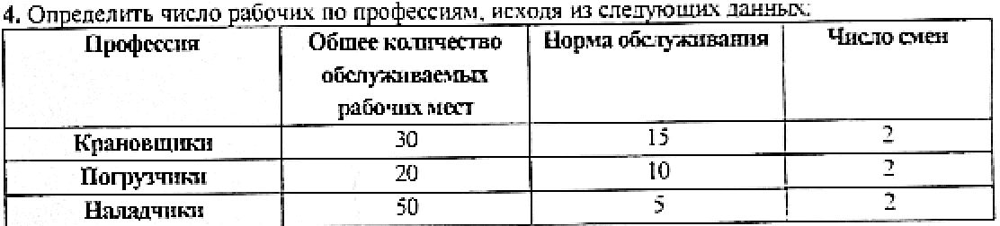 4. Определить число рабочих по профессиям, исходя из следующих данных:
Профессия Общее количество обслуживаемых рабочих мест Норма обслуживания Число смен
Крановщики 30 15 2
Погрузчики 20 10 2
Наладчики 50 5 2